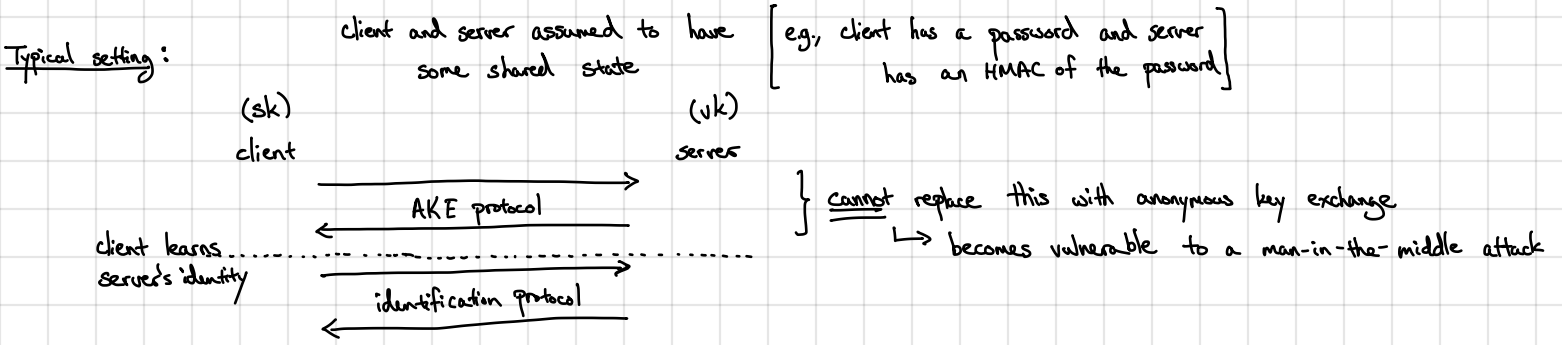 Typical setting:
client and server assumed to have
some shared state
[e.g., client has a password and server
has an HMAC of the password]
(sk)
client
(vk)
server
AKE protocol
} cannot replace this with anonymous key exchange
↳ becomes vulnerable to a man-in-the-middle attack
client learns
server's identity
identification protocol